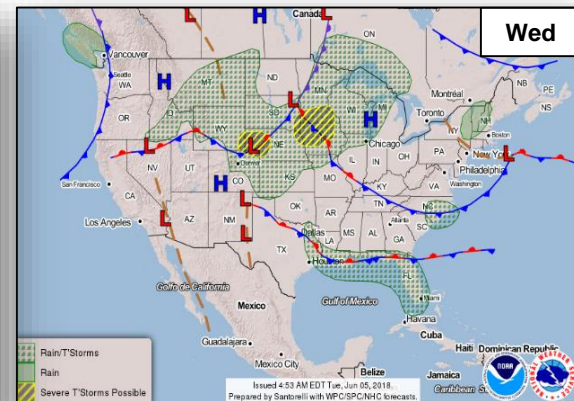 Wed
Canada
ON
Vancouver
Seattle
WA
MT
ND
MN
Montréal
NB
PE
NS
OR
ID
SD
WI
MI
Toronto
NH
Boston
WY
NY
New York
Chicago
NE
Denver
IL
IN
OH
PA
Philadelphia
Washington
San Francisco
NV
UT
CO
KS
MO
KY
VA
CA
Los Angeles
AZ
NM
OK
AR
TN
NC
SC
Atlanta
Dallas
TX
LA
MS
AL
GA
Houston
FL
Golfo de California
Gulf of Mexico
Miami
Mexico
Havana
Cuba
Guadalajara
Mexico City
Haiti
Dominican Republic
Belize
Jamaica
Caribbean
H
H
H
H
L
L
L
L
L
L
L
L
L
Rain/T'Storms
Rain
Severe T'Storms Possible
Issued 4:53 AM EDT Tue, Jun 05, 2018
Prepared by Santorelli with WPC/SPC/NHC forecasts.
NOAA